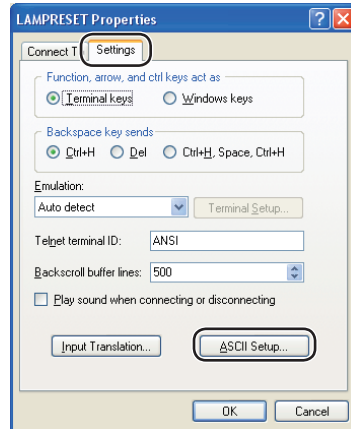 LAMPRESET Properties
Connect T Settings
Function, arrow, and ctrl keys act as
Terminal keys Windows keys
Backspace key sends
Ctrl+H Del Ctrl+H, Space, Ctrl+H
Emulation:
Auto detect Terminal Setup...
Telnet terminal ID: ANSI
Backscroll buffer lines: 500
Play sound when connecting or disconnecting
Input Translation... ASCII Setup...
OK Cancel